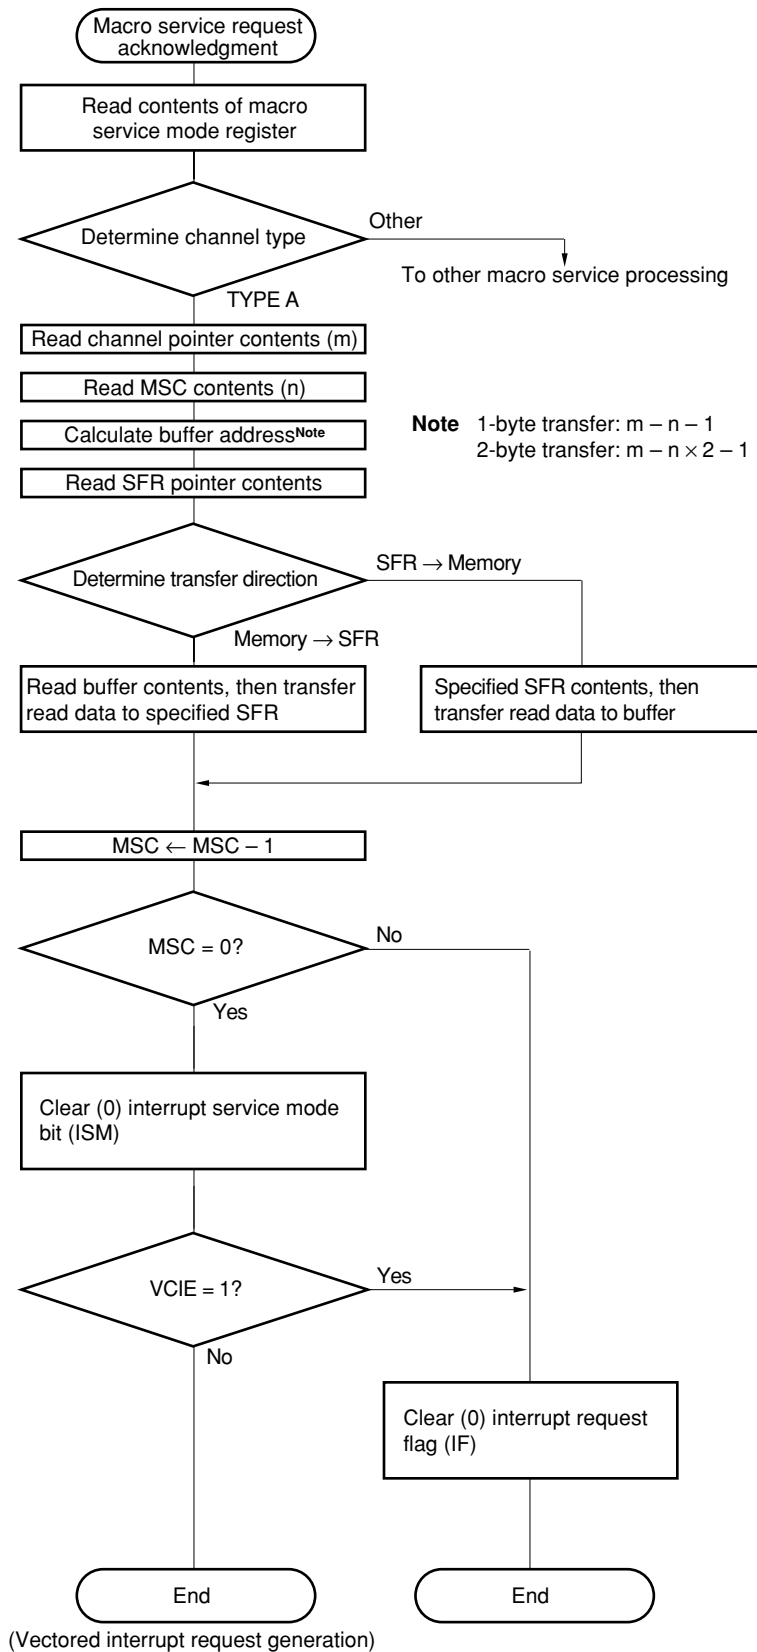 Macro service request
acknowledgment
Read contents of macro
service mode register
Determine channel type
Other
To other macro service processing
TYPE A
Read channel pointer contents (m)
Read MSC contents (n)
Calculate buffer addressNote
Note 1-byte transfer: m – n – 1
2-byte transfer: m – n × 2 – 1
Read SFR pointer contents
Determine transfer direction
SFR → Memory
Memory → SFR
Read buffer contents, then transfer
read data to specified SFR
Specified SFR contents, then
transfer read data to buffer
MSC ← MSC – 1
MSC = 0?
No
Yes
Clear (0) interrupt service mode
bit (ISM)
VCIE = 1?
Yes
No
Clear (0) interrupt request
flag (IF)
End
End
(Vectored interrupt request generation)